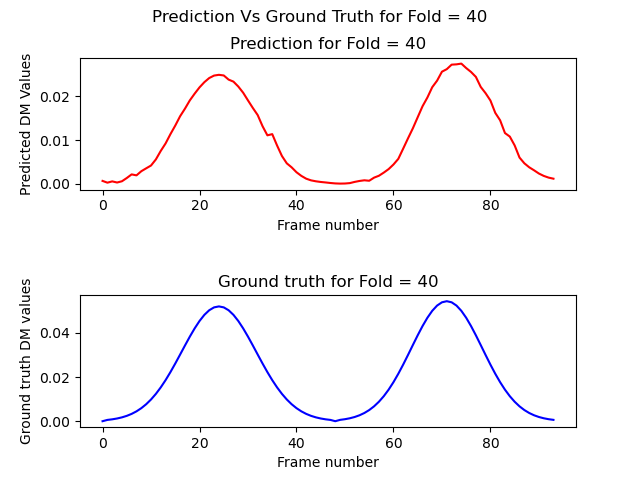 Prediction Vs Ground Truth for Fold = 40
Prediction for Fold = 40
Predicted DM Values
0.02
0.01
0.00
0 20 40 60 80
Frame number
Ground truth for Fold = 40
Ground truth DM values
0.04
0.02
0.00
0 20 40 60 80
Frame number